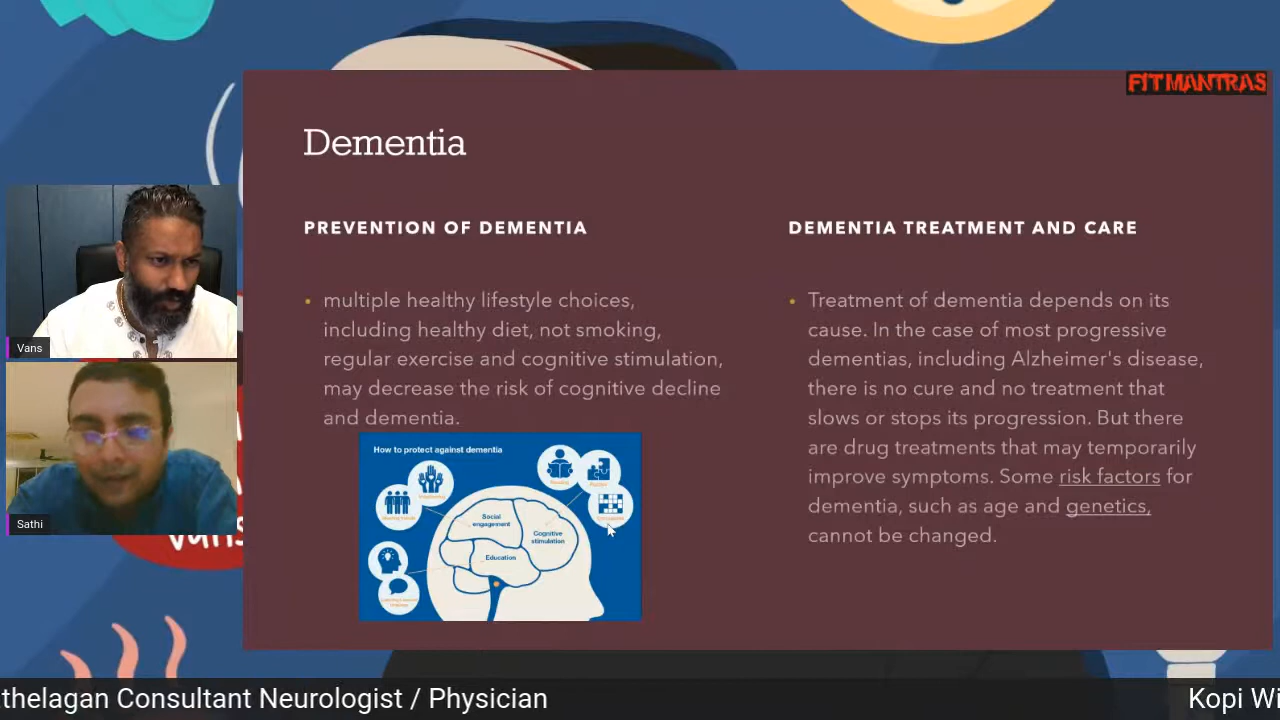 FITMANTRAS
Dementia
PREVENTION OF DEMENTIA
• multiple healthy lifestyle choices,
including healthy diet, not smoking,
regular exercise and cognitive stimulation,
may decrease the risk of cognitive decline
and dementia.
How to protect against dementia
Social
engagement
Cognitive
stimulation
Education
DEMENTIA TREATMENT AND CARE
• Treatment of dementia depends on its
cause. In the case of most progressive
dementias, including Alzheimer's disease,
there is no cure and no treatment that
slows or stops its progression. But there
are drug treatments that may temporarily
improve symptoms. Some risk factors for
dementia, such as age and genetics,
cannot be changed.
Vans
Sathi
vans
thelagan Consultant Neurologist / Physician
Kopi Wi